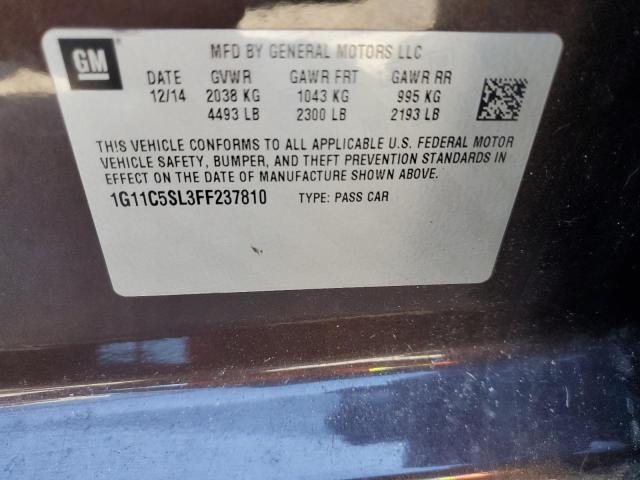 GM
MFD BY GENERAL MOTORS LLC
DATE GVWR GAWR FRT GAWR RR
12/14 2038 KG 1043 KG 995 KG
4493 LB 2300 LB 2193 LB
THIS VEHICLE CONFORMS TO ALL APPLICABLE U.S. FEDERAL MOTOR
VEHICLE SAFETY, BUMPER, AND THEFT PREVENTION STANDARDS IN
EFFECT ON THE DATE OF MANUFACTURE SHOWN ABOVE.
1G11C5SL3FF237810 TYPE: PASS CAR